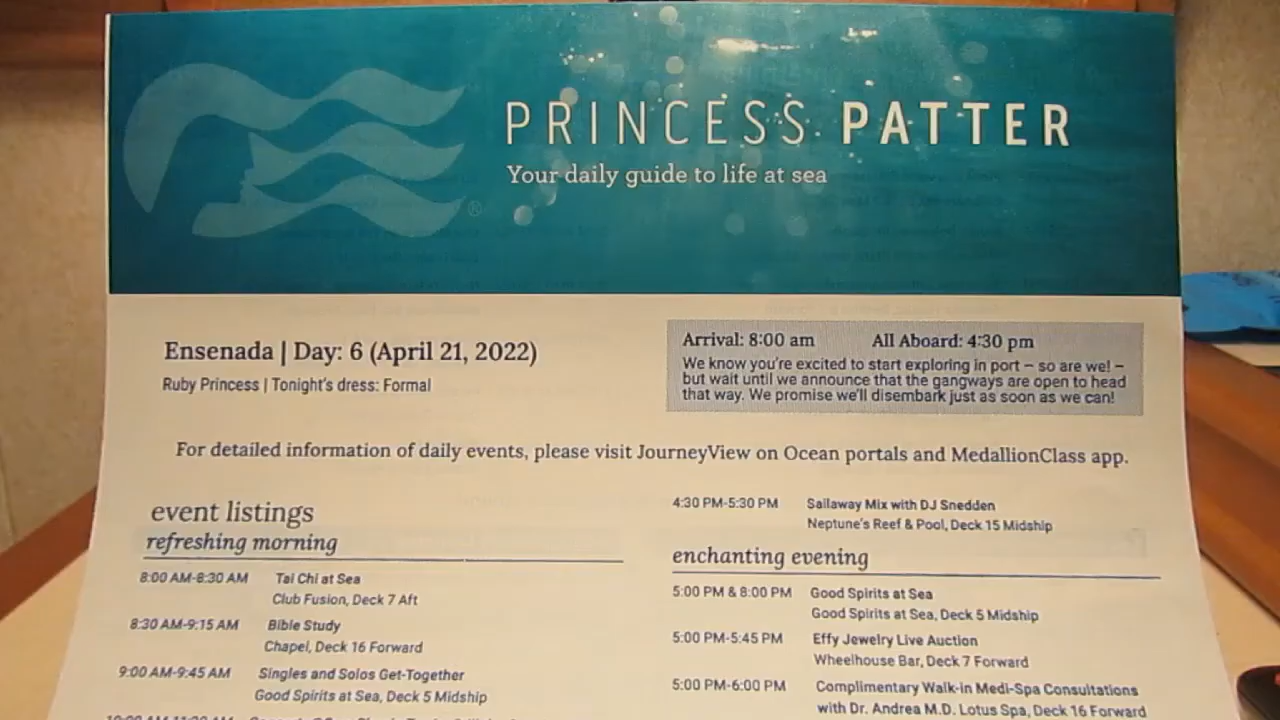 PRINCESS PATTER
Your daily guide to life at sea
®
Ensenada | Day: 6 (April 21, 2022)
Ruby Princess | Tonight's dress: Formal
Arrival: 8:00 am All Aboard: 4:30 pm
We know you're excited to start exploring in port – so are we! –
but wait until we announce that the gangways are open to head
that way. We promise we'll disembark just as soon as we can!
For detailed information of daily events, please visit JourneyView on Ocean portals and MedallionClass app.
event listings
refreshing morning
8:00 AM-8:30 AM Tai Chi at Sea
Club Fusion, Deck 7 Aft
8:30 AM-9:15 AM Bible Study
Chapel, Deck 16 Forward
9:00 AM-9:45 AM Singles and Solos Get-Together
Good Spirits at Sea, Deck 5 Midship
4:30 PM-5:30 PM Sailaway Mix with DJ Snedden
Neptune's Reef & Pool, Deck 15 Midship
enchanting evening
5:00 PM & 8:00 PM Good Spirits at Sea
Good Spirits at Sea, Deck 5 Midship
5:00 PM-5:45 PM Effy Jewelry Live Auction
Wheelhouse Bar, Deck 7 Forward
5:00 PM-6:00 PM Complimentary Walk-in Medi-Spa Consultations
with Dr. Andrea M.D. Lotus Spa, Deck 16 Forward